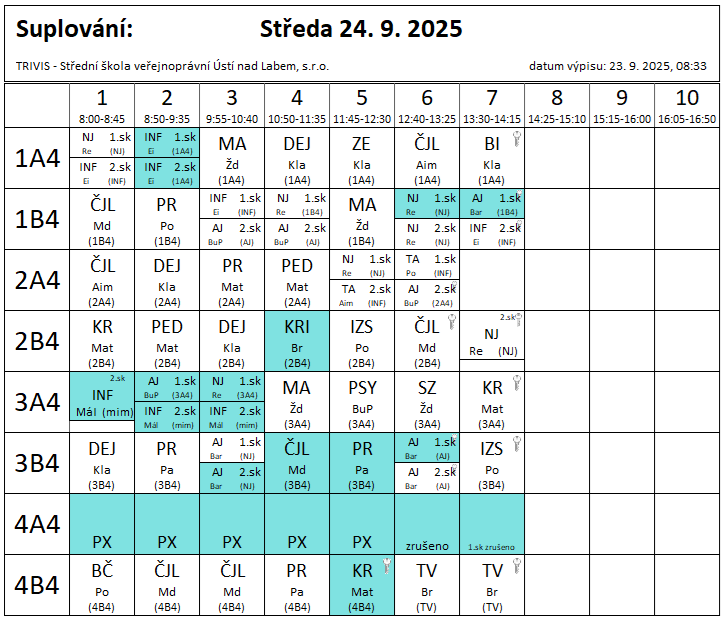 Suplování: Středa 24. 9. 2025
TRIVIS - Střední škola veřejnoprávní Ústí nad Labem, s.r.o. datum výpisu: 23. 9. 2025, 08:33
1 2 3 4 5 6 7 8 9 10
8:00-8:45 8:50-9:35 9:55-10:40 10:50-11:35 11:45-12:30 12:40-13:25 13:30-14:15 14:25-15:10 15:15-16:00 16:05-16:50
1A4
NJ 1.sk
Re (NJ)
INF 2.sk
Ei (INF)
INF 1.sk
Ei (1A4)
INF 2.sk
Ei (1A4)
MA
Žd
(1A4)
DEJ
Kla
(1A4)
ZE
Kla
(1A4)
ČJL
Aim
(1A4)
BI
Kla
(1A4)
1B4
ČJL
Md
(1B4)
PR
Po
(1B4)
INF 1.sk
Ei (INF)
AJ 2.sk
BuP (AJ)
NJ 1.sk
Re (1B4)
AJ 2.sk
BuP (AJ)
MA
Žd
(1B4)
NJ 1.sk
Re (NJ)
NJ 2.sk
Re (NJ)
AJ 1.sk
Bar (1B4)
INF 2.sk
Ei (INF)
2A4
ČJL
Aim
(2A4)
DEJ
Kla
(2A4)
PR
Mat
(2A4)
PED
Mat
(2A4)
NJ 1.sk
Re (NJ)
TA 2.sk
Aim (INF)
TA 1.sk
Po (INF)
AJ 2.sk
BuP (2A4)
2B4
KR
Mat
(2B4)
PED
Mat
(2B4)
DEJ
Kla
(2B4)
KRI
Br
(2B4)
IZS
Po
(2B4)
ČJL
Md
(2B4)
2.sk
NJ
Re (NJ)
3A4
2.sk
INF
Mál (mim)
AJ 1.sk
BuP (3A4)
INF 2.sk
Mál (mim)
NJ 1.sk
Re (3A4)
INF 2.sk
Mál (mim)
MA
Žd
(3A4)
PSY
BuP
(3A4)
SZ
Žd
(3A4)
KR
Mat
(3A4)
3B4
DEJ
Kla
(3B4)
PR
Pa
(3B4)
AJ 1.sk
Bar (NJ)
AJ 2.sk
Bar (NJ)
ČJL
Md
(3B4)
PR
Pa
(3B4)
AJ 1.sk
Bar (AJ)
AJ 2.sk
Bar (AJ)
IZS
Po
(3B4)
4A4
PX
PX
PX
PX
PX
zrušeno
1.sk zrušeno
4B4
BČ
Po
(4B4)
ČJL
Md
(4B4)
ČJL
Md
(4B4)
PR
Pa
(4B4)
KR
Mat
(4B4)
TV
Br
(TV)
TV
Br
(TV)